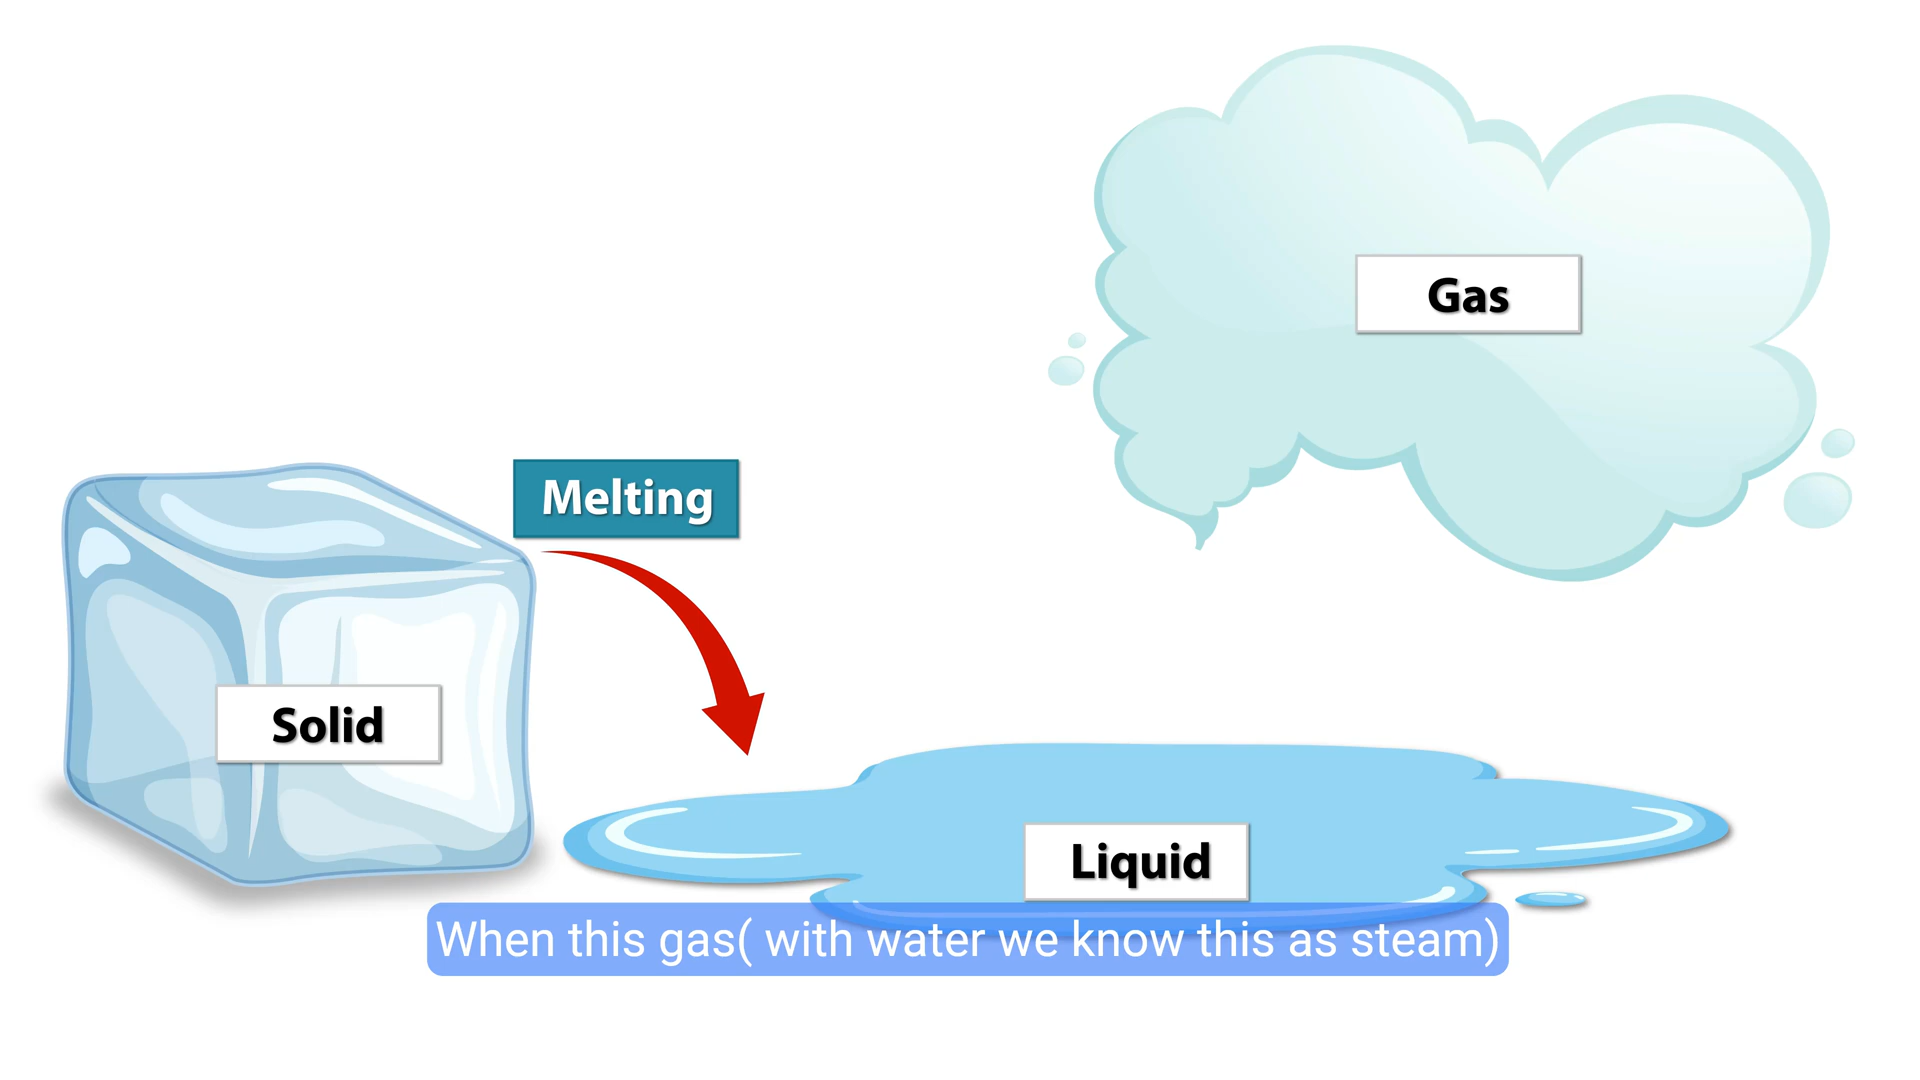 Gas
Melting
Solid
Liquid
When this gas( with water we know this as steam)